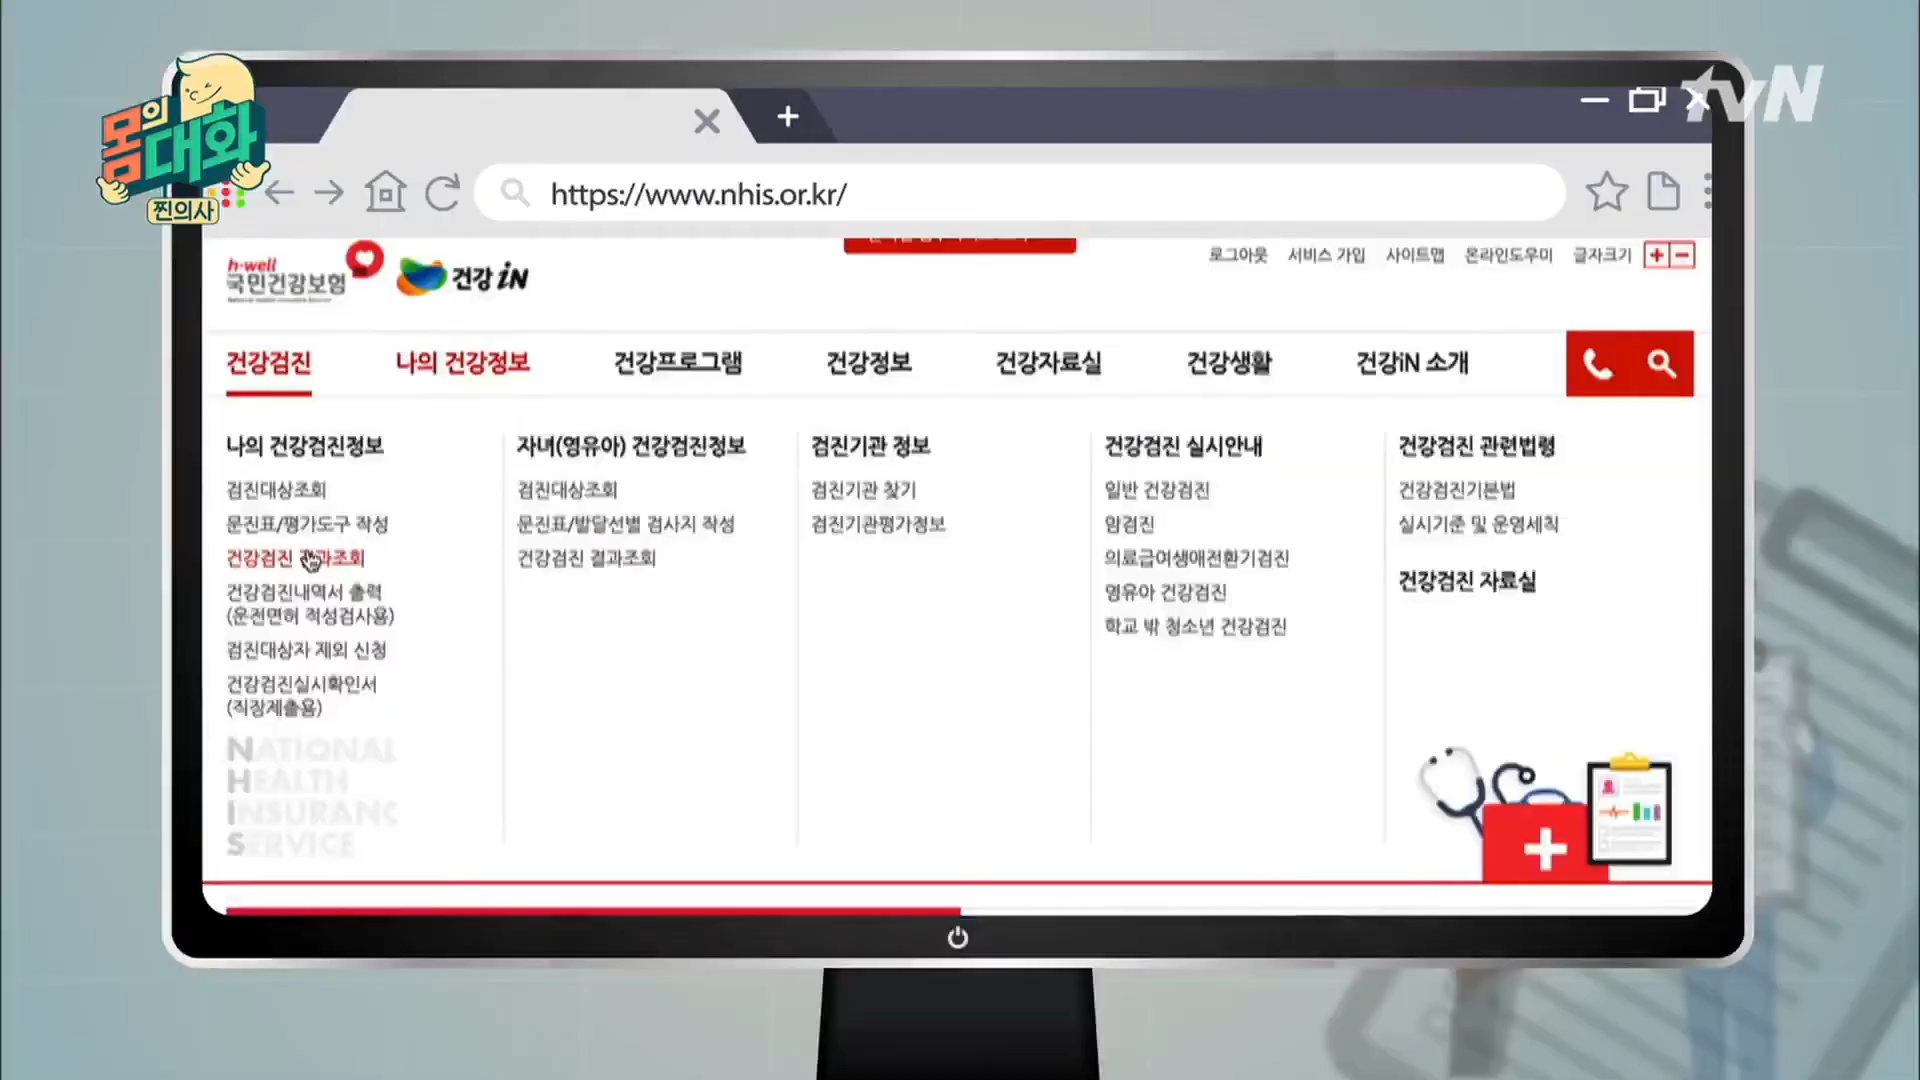 몸의
대화
찐의사
tvN
https://www.nhis.or.kr/
h-well
국민건강보험
건강iN
로그아웃 서비스 가입 사이트맵 온라인도우미 글자크기 + -
건강검진 나의 건강정보 건강프로그램 건강정보 건강자료실 건강생활 건강iN 소개
나의 건강검진정보
검진대상조회
문진표/평가도구 작성
건강검진 결과조회
건강검진내역서 출력
(운전면허 적성검사용)
검진대상자 제외 신청
건강검진실시확인서
(직장제출용)
NATIONAL
HEALTH
INSURANC
SERVICE
자녀(영유아) 건강검진정보
검진대상조회
문진표/발달선별 검사지 작성
건강검진 결과조회
검진기관 정보
검진기관 찾기
검진기관평가정보
건강검진 실시안내
일반 건강검진
암검진
의료급여생애전환기검진
영유아 건강검진
학교 밖 청소년 건강검진
건강검진 관련법령
건강검진기본법
실시기준 및 운영세칙
건강검진 자료실